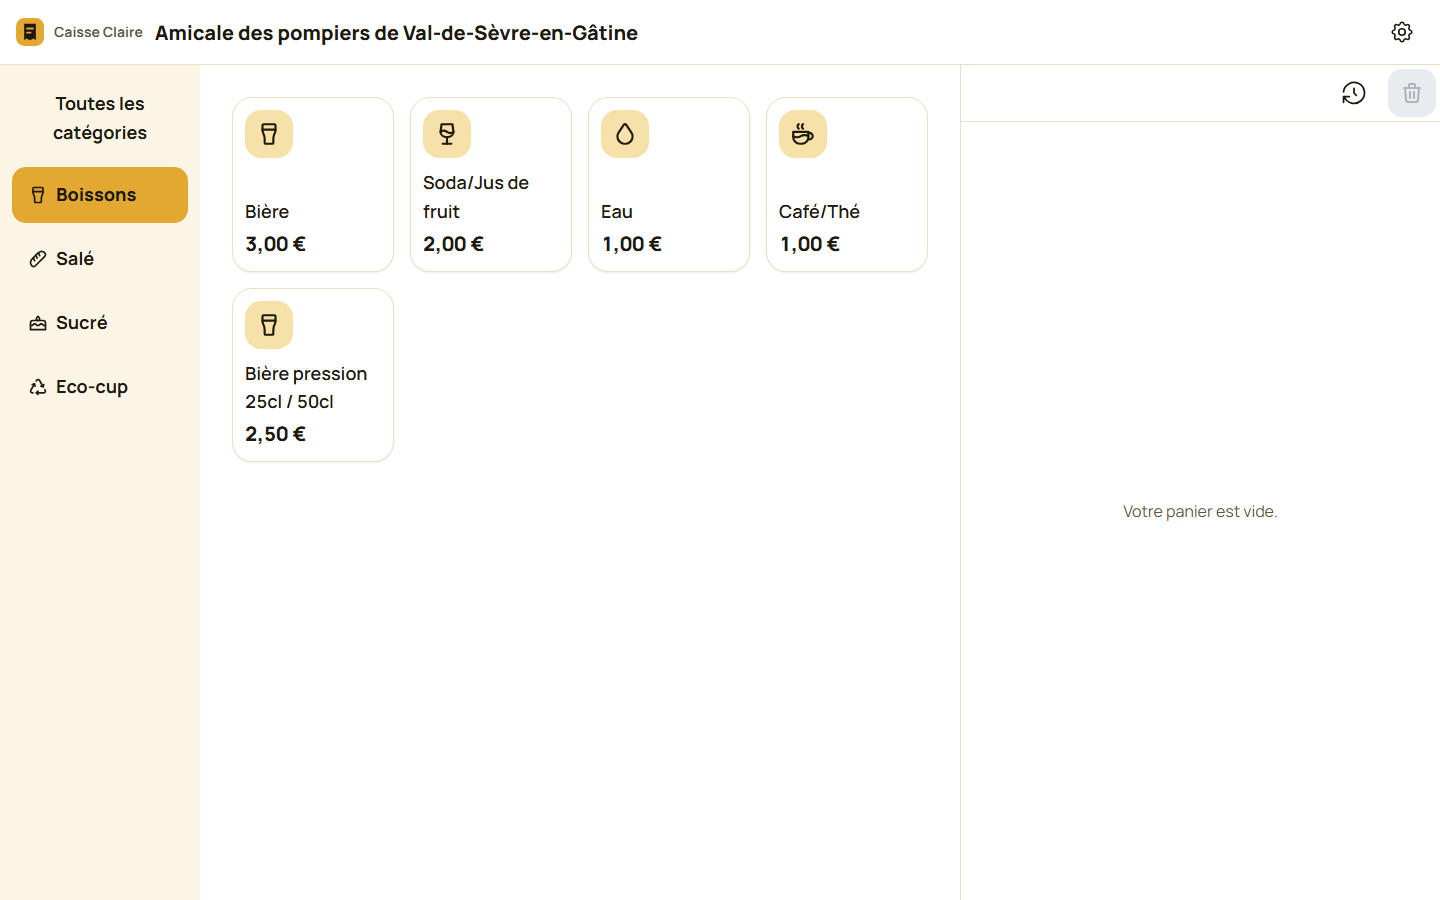 Caisse Claire
Amicale des pompiers de Val-de-Sèvre-en-Gâtine
Toutes les
catégories
Boissons
Salé
Sucré
Eco-cup
Bière
3,00 €
Soda/Jus de
fruit
2,00 €
Eau
1,00 €
Café/Thé
1,00 €
Bière pression
25cl / 50cl
2,50 €
Votre panier est vide.